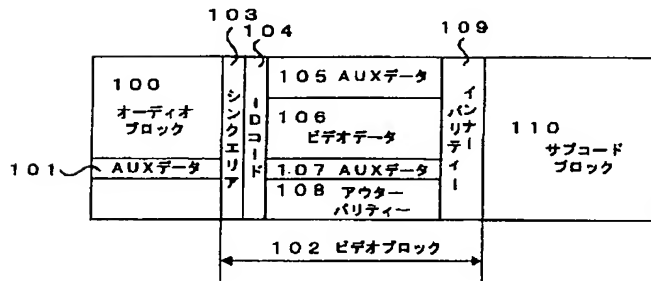 103
104
109
100
オーディオ
ブロック
101
AUXデータ
シンクエリア
IDコード
105 AUXデータ
106
ビデオデータ
107 AUXデータ
108 アウター
パリティー
インナー
パリティー
110
サブコード
ブロック
102 ビデオブロック